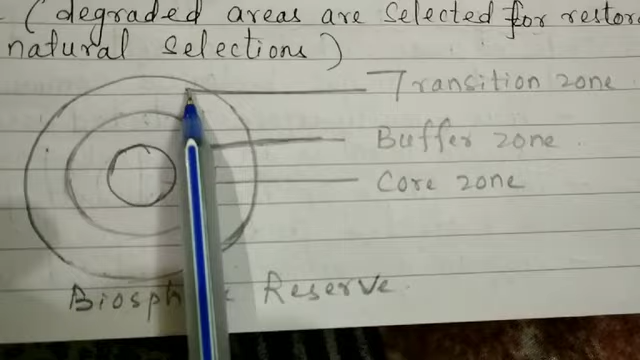 (degraded areas are selected for
natural selections)
Transition zone
Buffer zone
Core zone
Reserve